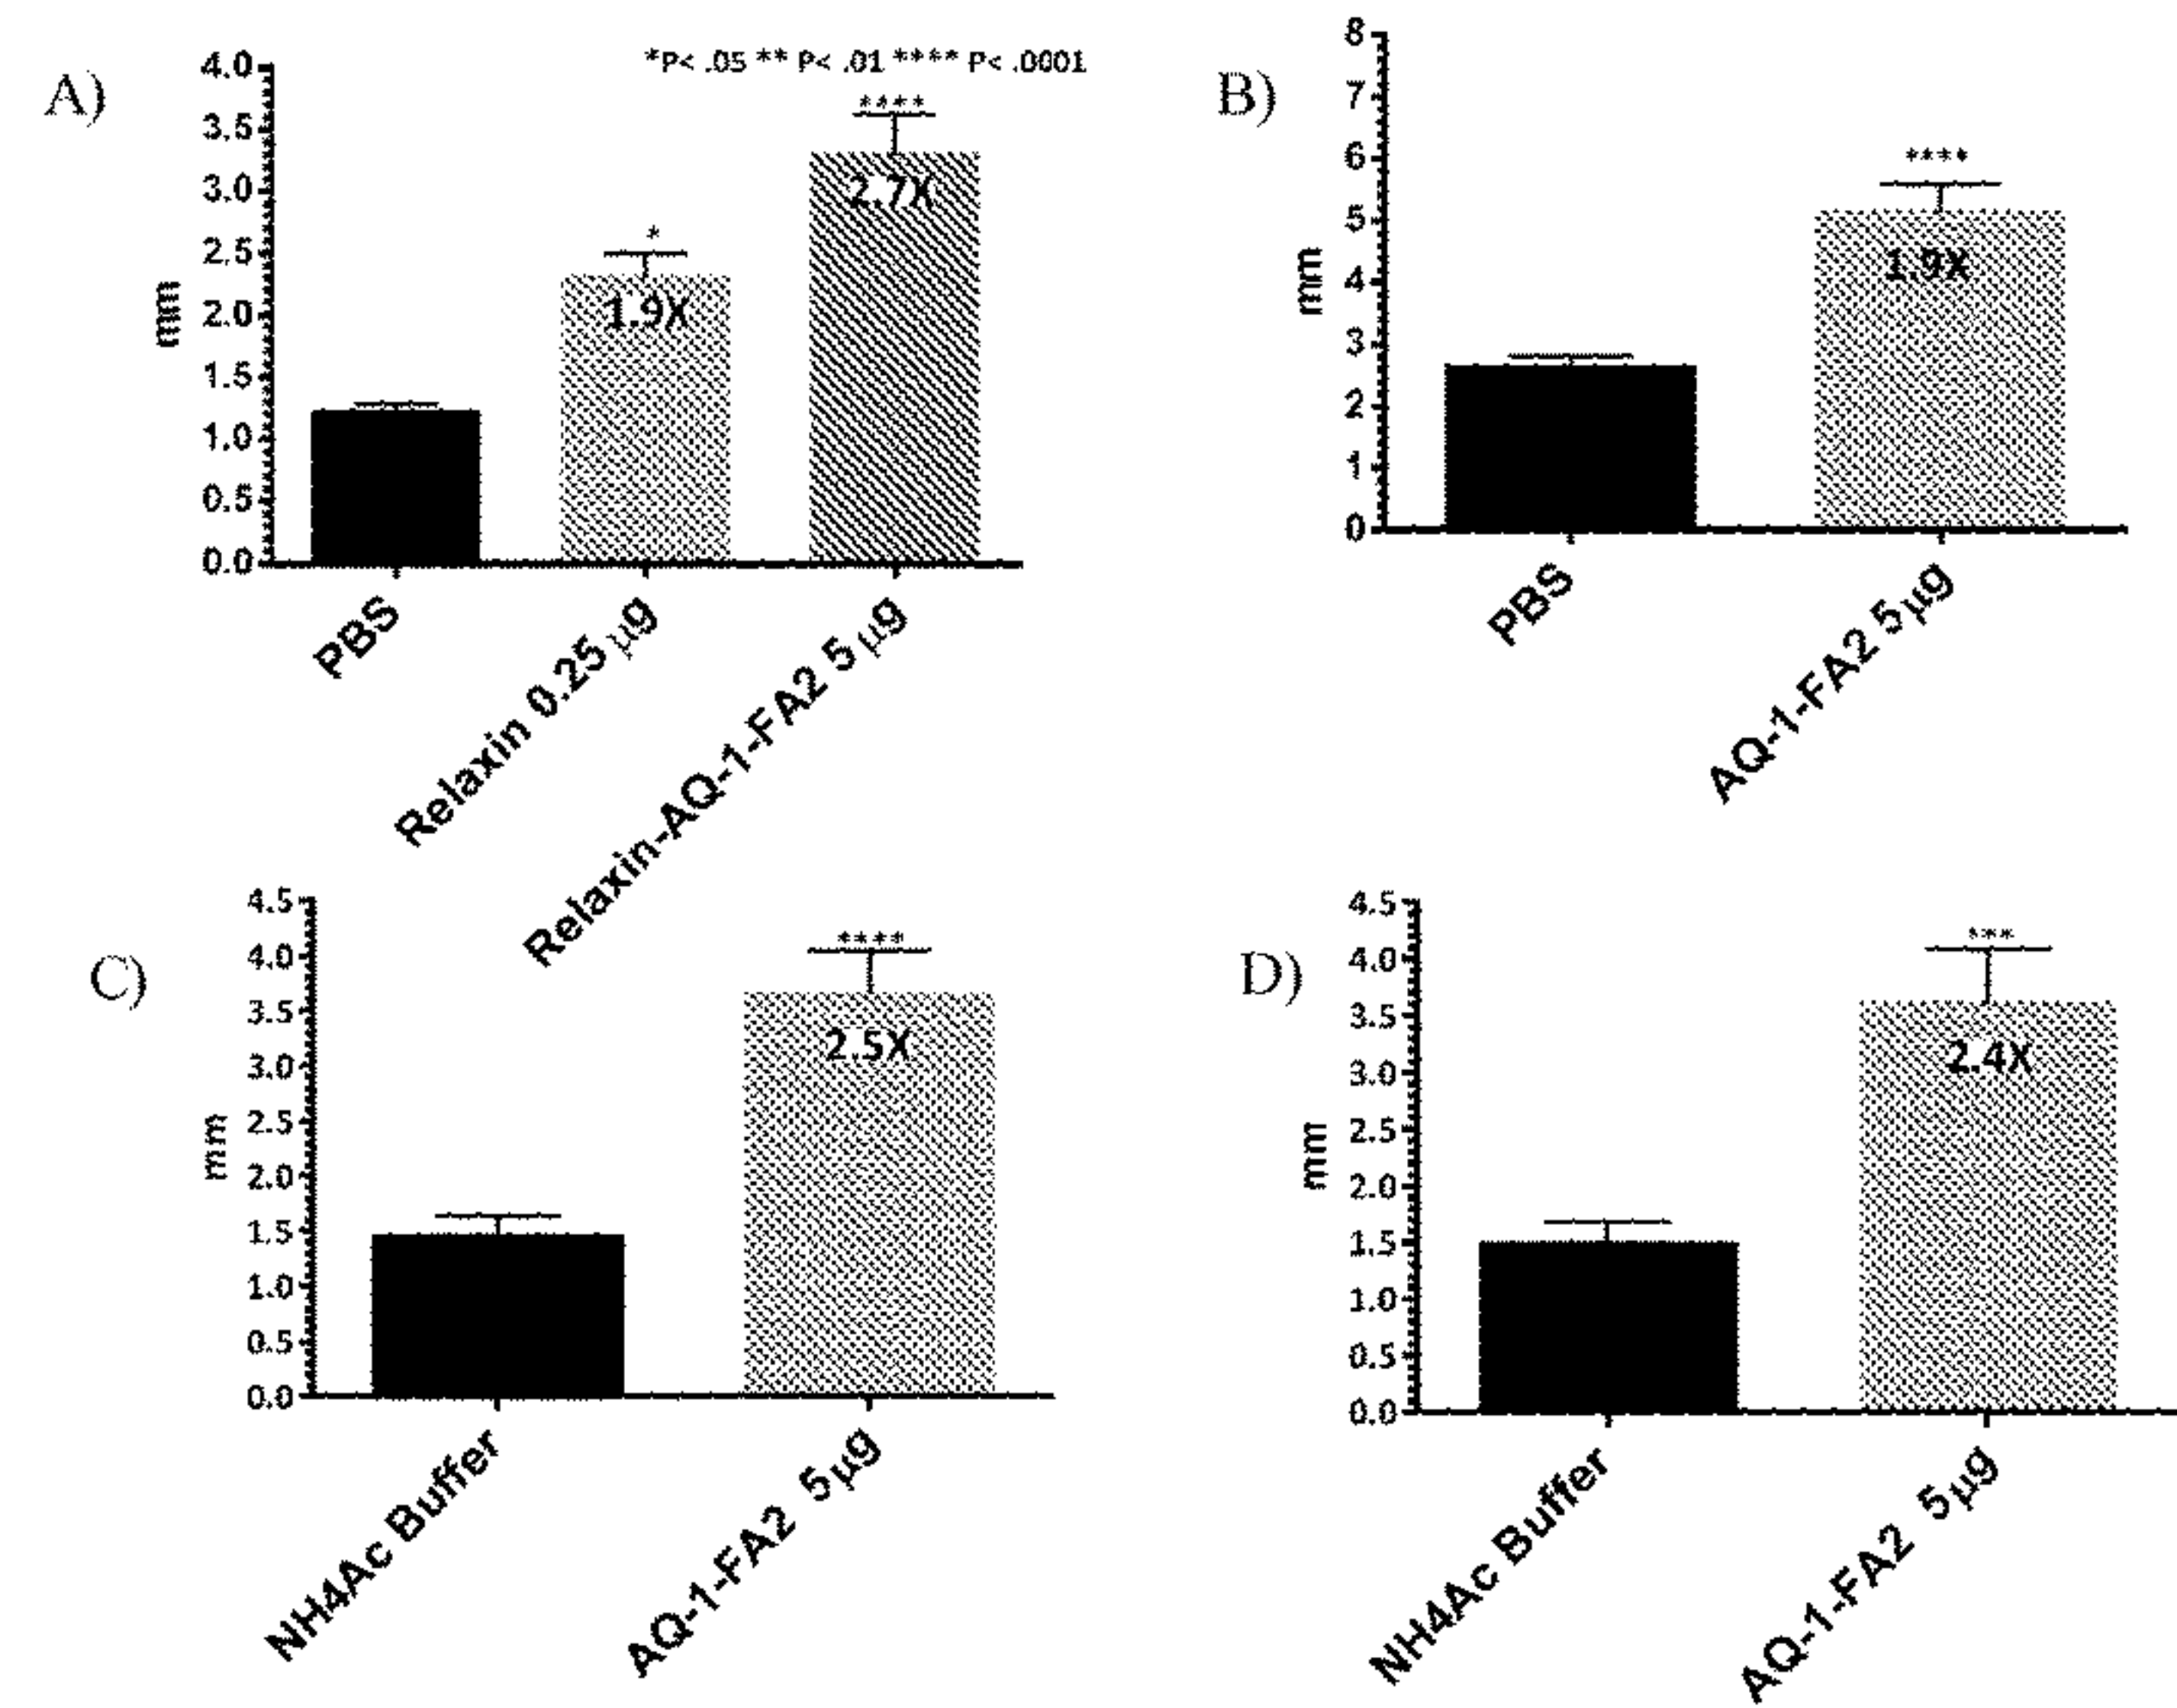 A)
*P< .05 ** P< .01 **** P< .0001
mm
4.0
3.5
3.0
2.5
2.0
1.5
1.0
0.5
0.0
*
1.9X
****
2.7X
PBS
Relaxin 0.25 µg
Relaxin-AQ-1-FA2 5 µg
B)
mm
8
7
6
5
4
3
2
1
0
****
1.9X
PBS
AQ-1-FA2 5µg
C)
mm
4.5
4.0
3.5
3.0
2.5
2.0
1.5
1.0
0.5
0.0
****
2.5X
NH4Ac Buffer
AQ-1-FA2 5µg
D)
mm
4.5
4.0
3.5
3.0
2.5
2.0
1.5
1.0
0.5
0.0
***
2.4X
NH4Ac Buffer
AQ-1-FA2 5µg